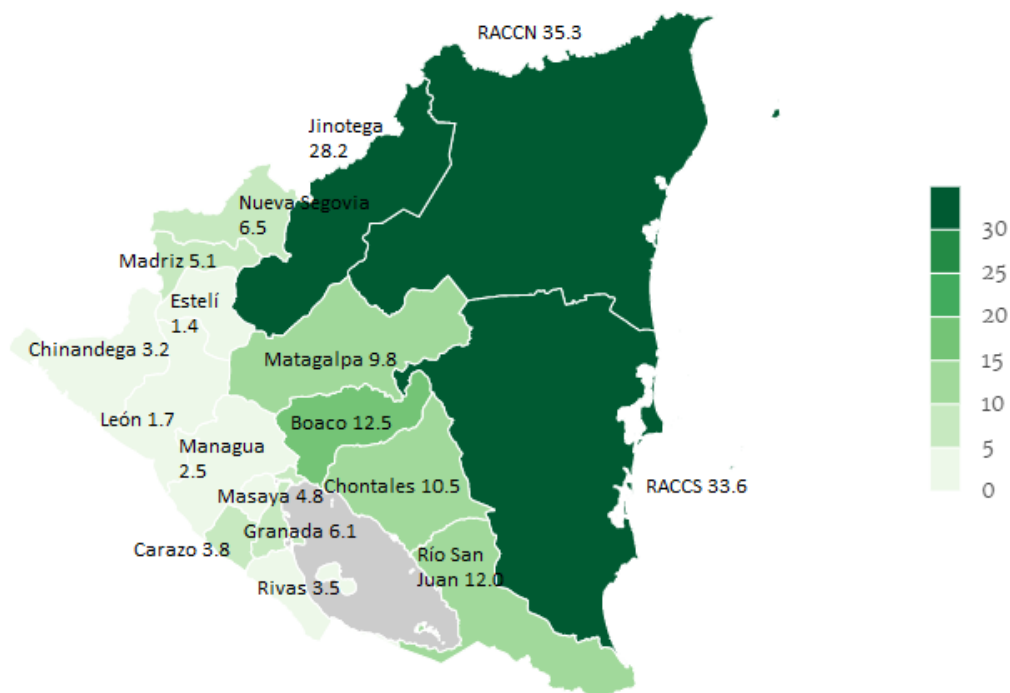 RACCN 35.3
Jinotega
28.2
Nueva Segovia
6.5
Madriz 5.1
Estelí
1.4
Chinandega 3.2
Matagalpa 9.8
León 1.7
Boaco 12.5
Managua
2.5
Chontales 10.5
RACCS 33.6
Masaya 4.8
Granada 6.1
Carazo 3.8
Río San
Juan 12.0
Rivas 3.5
30
25
20
15
10
5
0